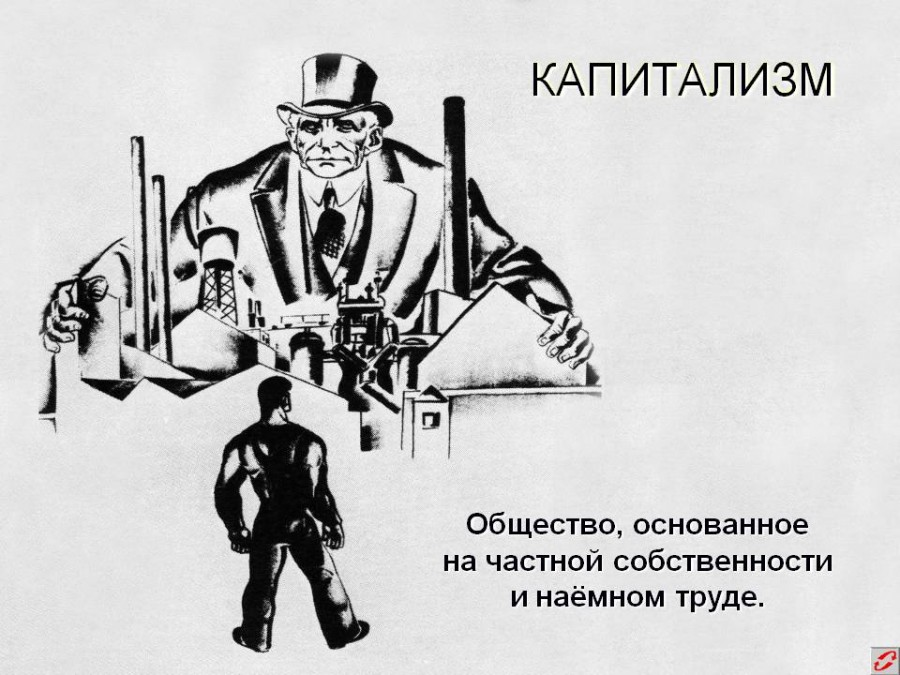 КАПИТАЛИЗМ
Общество, основанное
на частной собственности
и наёмном труде.